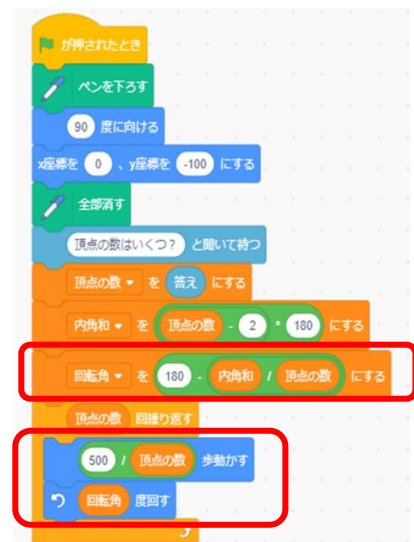 が押されたとき
ペンを下ろす
90 度に向ける
x座標を 0 、y座標を -100 にする
全部消す
頂点の数はいくつ? と聞いて待つ
頂点の数 を 答え にする
内角和 を 頂点の数 - 2 * 180 にする
回転角 を 180 - 内角和 / 頂点の数 にする
頂点の数 回繰り返す
500 / 頂点の数 歩動かす
回転角 度回す